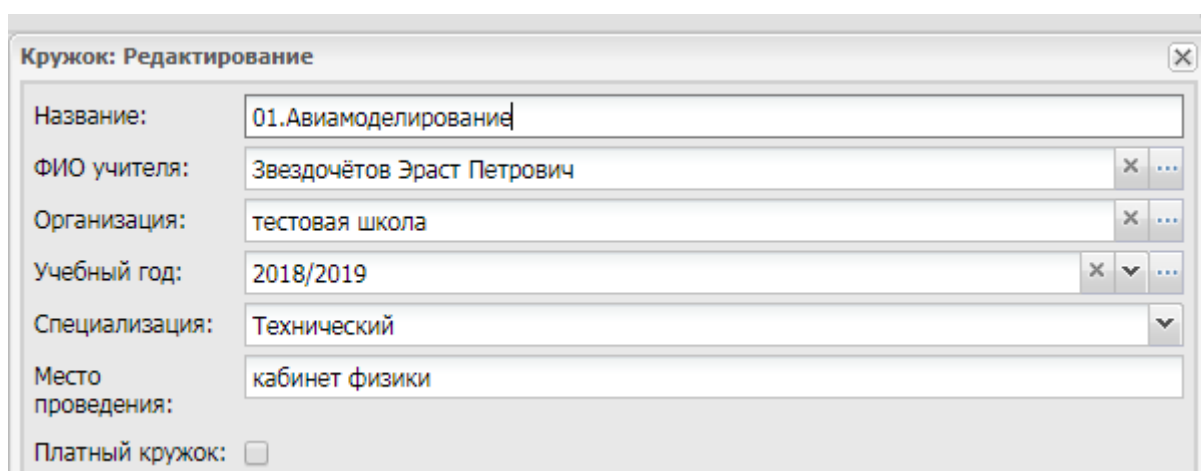 Кружок: Редактирование
Название: 01.Авиамоделирование
ФИО учителя: Звездочётов Эраст Петрович
Организация: тестовая школа
Учебный год: 2018/2019
Специализация: Технический
Место проведения: кабинет физики
Платный кружок: